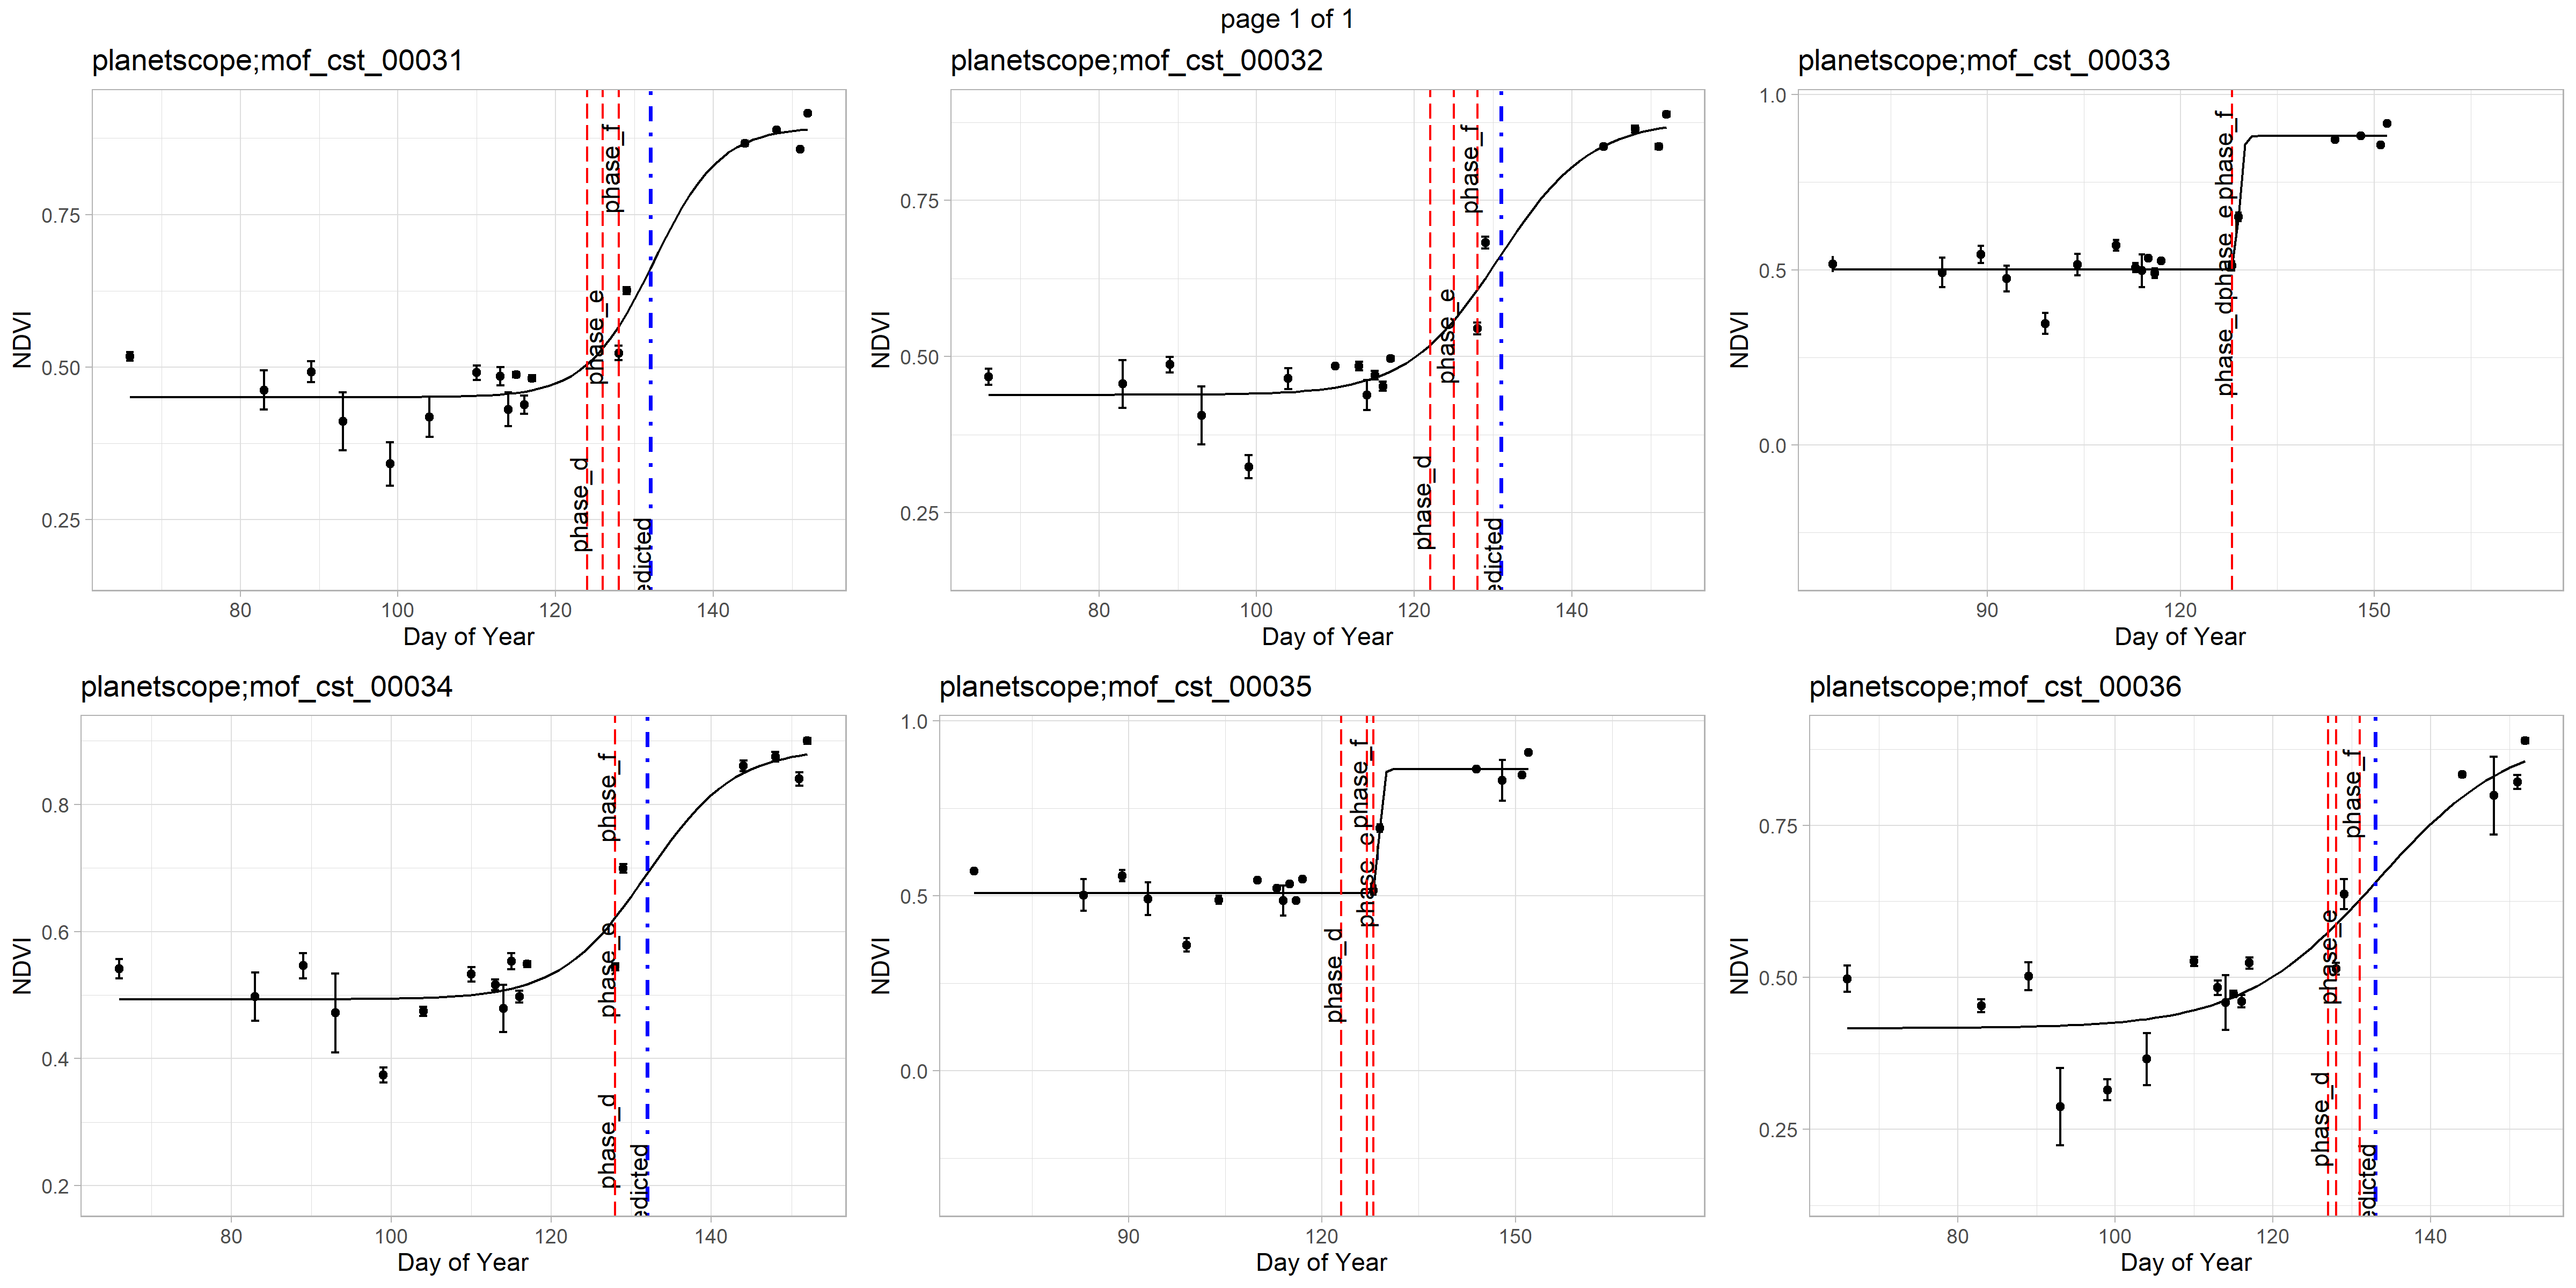 page 1 of 1
planetscope;mof_cst_00031
NDVI
0.75
0.50
0.25
phase_d
phase_e
phase_f
edicted
80 100 120 140
Day of Year
planetscope;mof_cst_00032
NDVI
0.75
0.50
0.25
phase_d
phase_e
phase_f
edicted
80 100 120 140
Day of Year
planetscope;mof_cst_00033
NDVI
1.0
0.5
0.0
phase_d
phase_e
phase_f
90 120 150
Day of Year
planetscope;mof_cst_00034
NDVI
0.8
0.6
0.4
0.2
phase_d
phase_e
phase_f
edicted
80 100 120 140
Day of Year
planetscope;mof_cst_00035
NDVI
1.0
0.5
0.0
phase_d
phase_e
phase_f
90 120 150
Day of Year
planetscope;mof_cst_00036
NDVI
0.75
0.50
0.25
phase_d
phase_e
phase_f
edicted
80 100 120 140
Day of Year